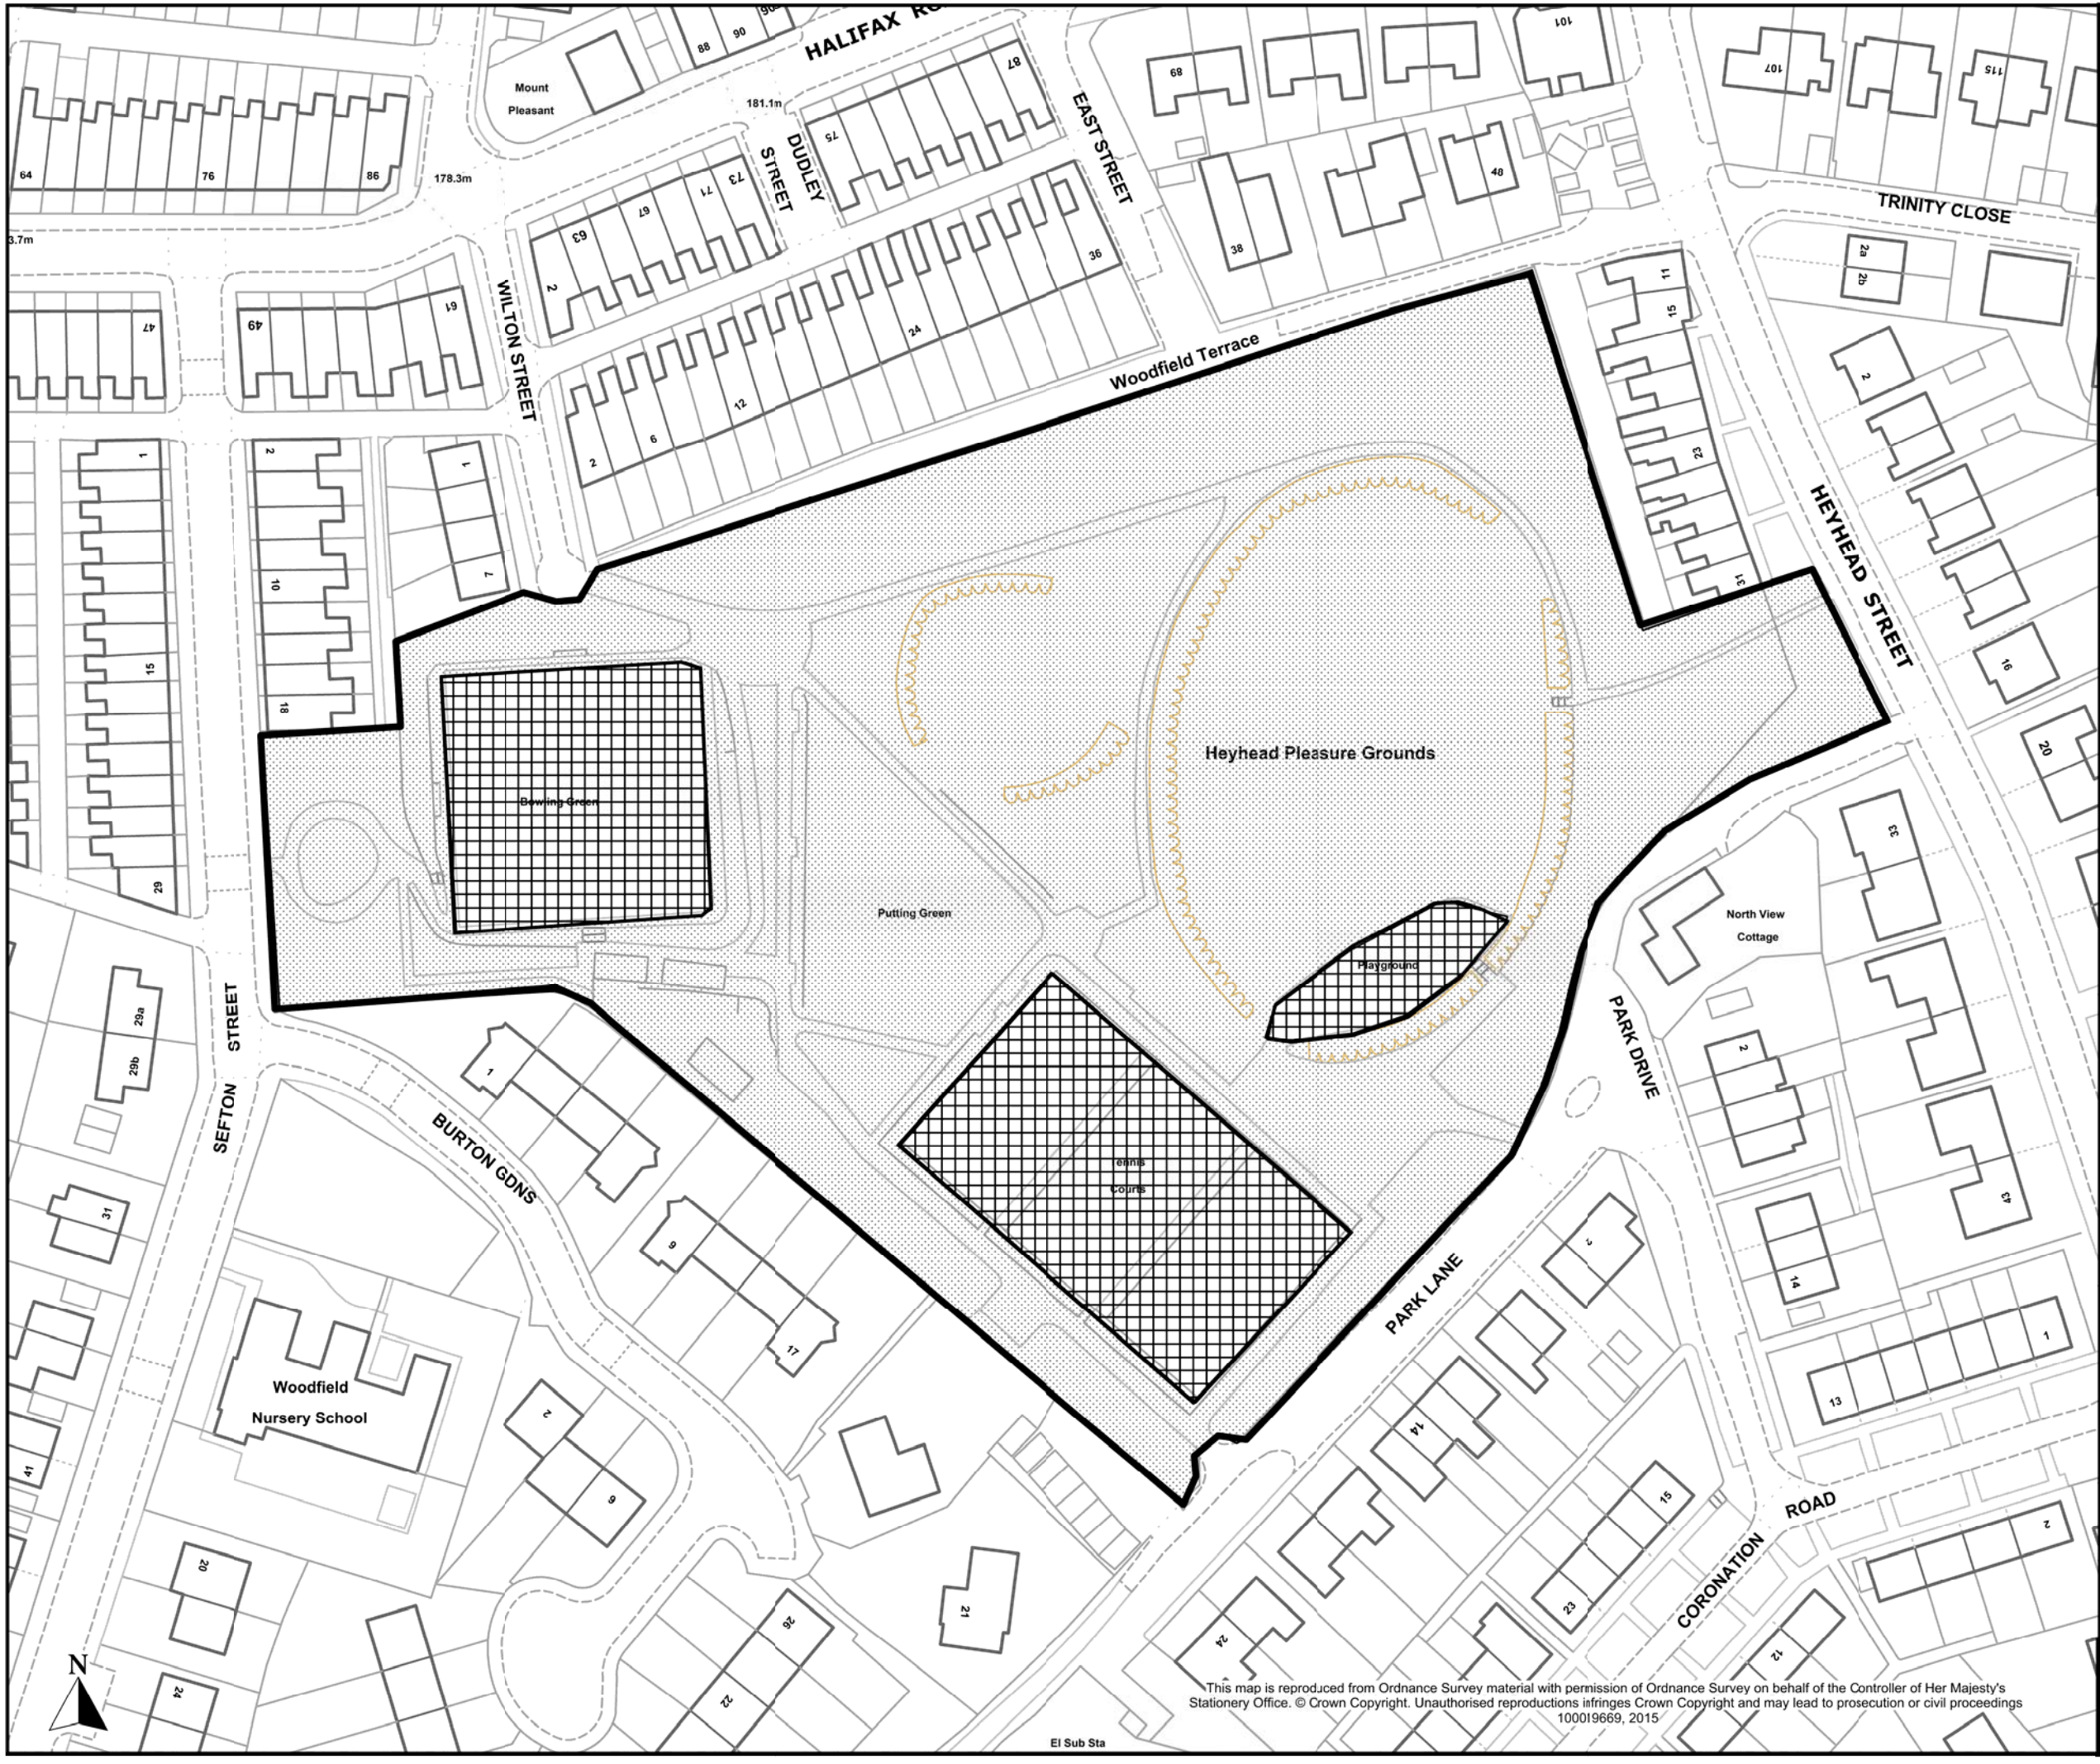 HALIFAX
88
90
Mount
Pleasant
181.1m
87
75
DUDLEY
STREET
EAST STREET
89
101
107
115
64
76
86
178.3m
3.7m
73
71
67
63
2
38
48
36
TRINITY CLOSE
2a
2b
47
49
61
WILTON STREET
24
12
6
2
Woodfield Terrace
11
15
23
31
2
HEYHEAD STREET
16
20
1
15
29
2
10
18
1
7
Heyhead Pleasure Grounds
Bowling Green
Putting Green
Playground
Courts
33
North View
Cottage
PARK DRIVE
2
43
14
29a
29b
SEFTON
STREET
1
BURTON GDNS
9
17
31
41
Woodfield
Nursery School
2
6
PARK LANE
14
1
13
15
23
24
CORONATION
ROAD
2
12
20
24
21
26
22
N
This map is reproduced from Ordnance Survey material with permission of Ordnance Survey on behalf of the Controller of Her Majesty's
Stationery Office. © Crown Copyright. Unauthorised reproductions infringes Crown Copyright and may lead to prosecution or civil proceedings
100019669, 2015
El Sub Sta